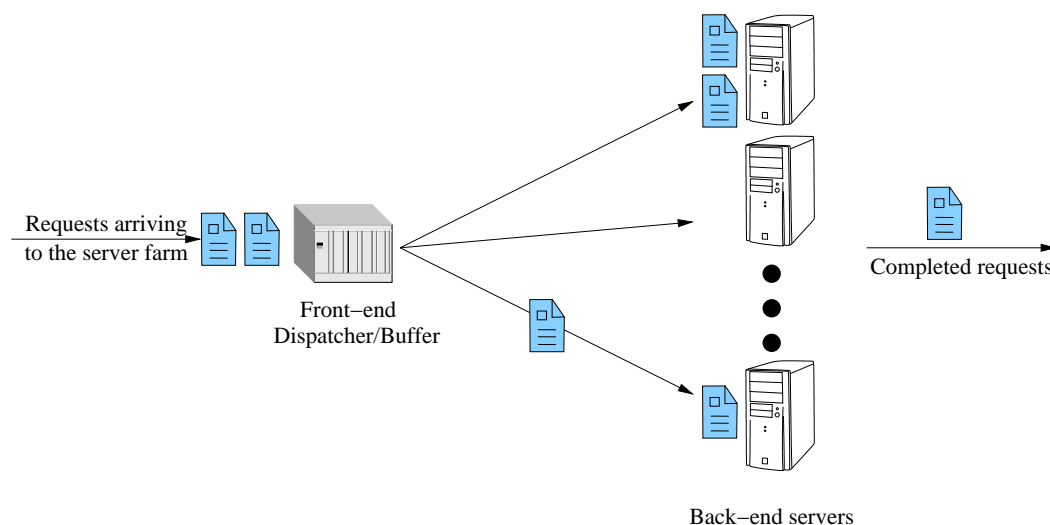 Requests arriving
to the server farm
Front−end
Dispatcher/Buffer
Completed requests
Back−end servers